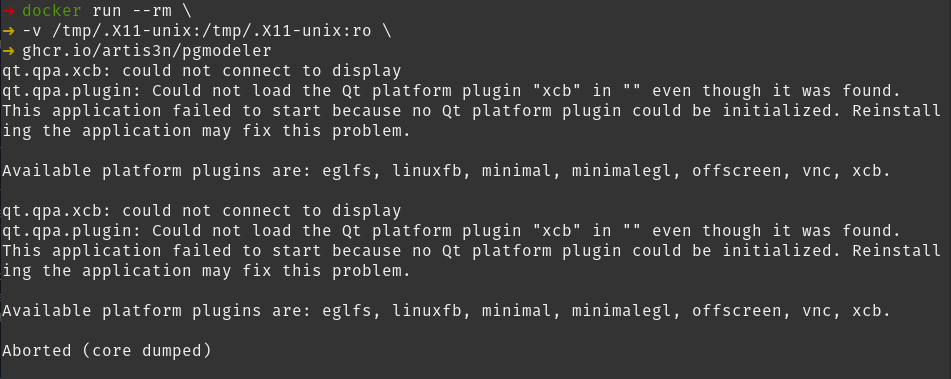 ➜ docker run --rm \
➜ -v /tmp/.X11-unix:/tmp/.X11-unix:ro \
➜ ghcr.io/artis3n/pgmodeler
qt.qpa.xcb: could not connect to display
qt.qpa.plugin: Could not load the Qt platform plugin "xcb" in "" even though it was found.
This application failed to start because no Qt platform plugin could be initialized. Reinstall
ing the application may fix this problem.

Available platform plugins are: eglfs, linuxfb, minimal, minimalegl, offscreen, vnc, xcb.

qt.qpa.xcb: could not connect to display
qt.qpa.plugin: Could not load the Qt platform plugin "xcb" in "" even though it was found.
This application failed to start because no Qt platform plugin could be initialized. Reinstall
ing the application may fix this problem.

Available platform plugins are: eglfs, linuxfb, minimal, minimalegl, offscreen, vnc, xcb.

Aborted (core dumped)